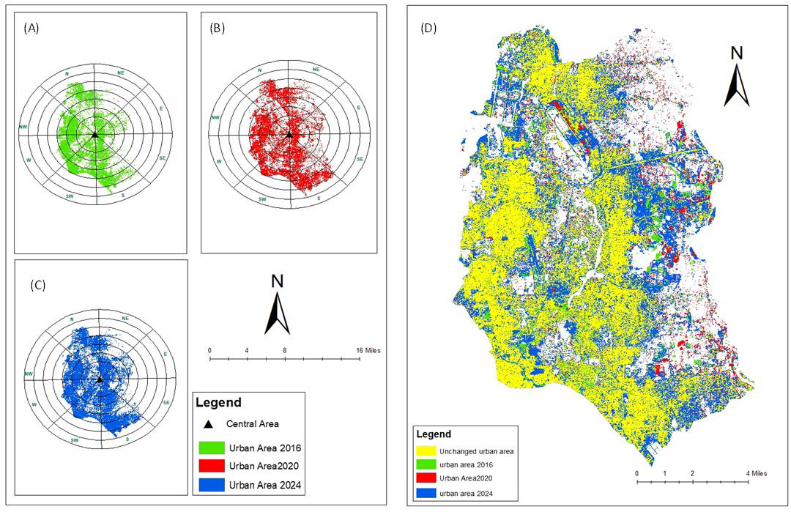 (A)
N
NE
E
SE
S
SW
W
NW
(B)
N
NE
E
SE
S
SW
W
NW
(C)
N
NE
E
SE
S
SW
W
NW
N
0 4 8 16 Miles
Legend
Central Area
Urban Area 2016
Urban Area2020
Urban Area 2024
(D)
N
Legend
Unchanged urban area
urban area 2016
Urban Area2020
urban area 2024
0 1 2 4 Miles